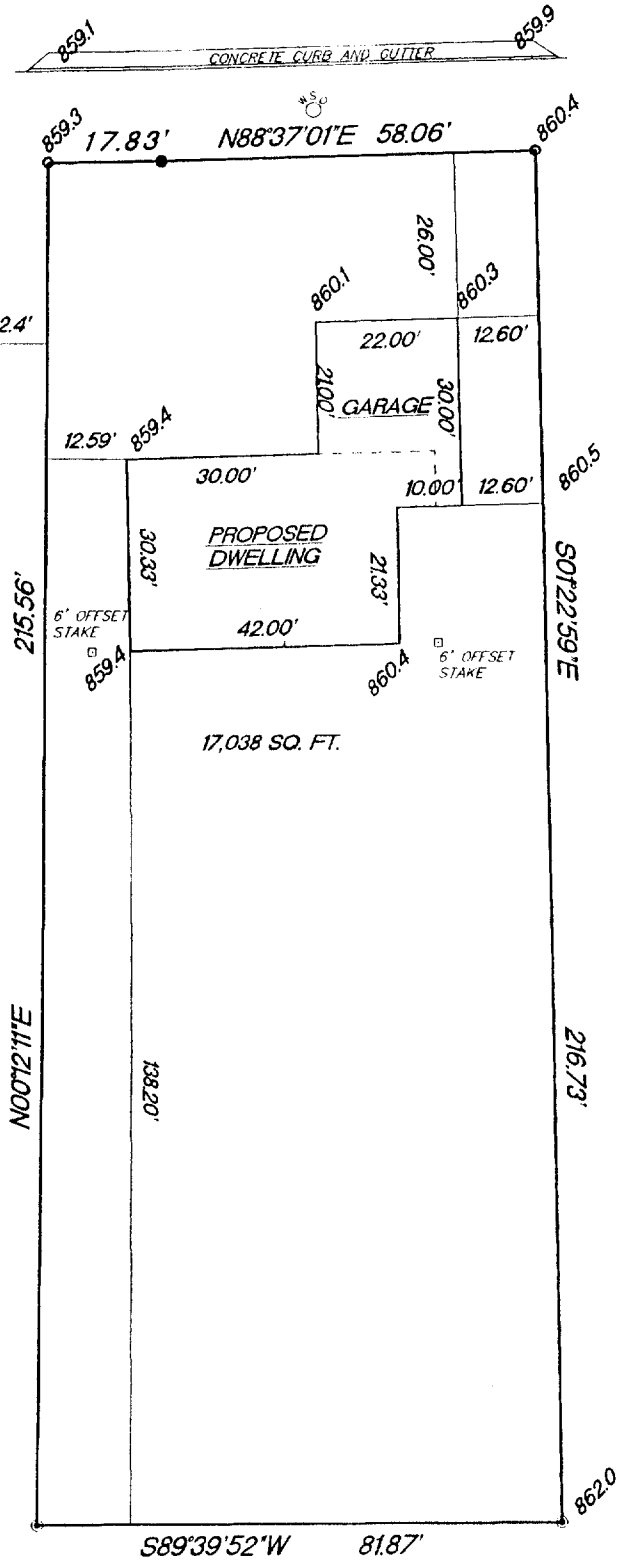 859.1
859.9
CONCRETE CURB AND GUTTER
W S O
859.3
17.83'
N88°37'01"E 58.06'
860.4
26.00'
860.1
860.3
2.4'
22.00'
12.60'
21.00'
GARAGE
30.00'
12.59'
859.4
30.00'
10.00'
12.60'
860.5
PROPOSED
DWELLING
30.33'
21.33'
S01°22'59"E
215.56'
6' OFFSET
STAKE
42.00'
859.4
860.4
6' OFFSET
STAKE
17,038 SQ. FT.
N00°12'11"E
138.20'
216.73'
862.0
S89°39'52"W 81.87'